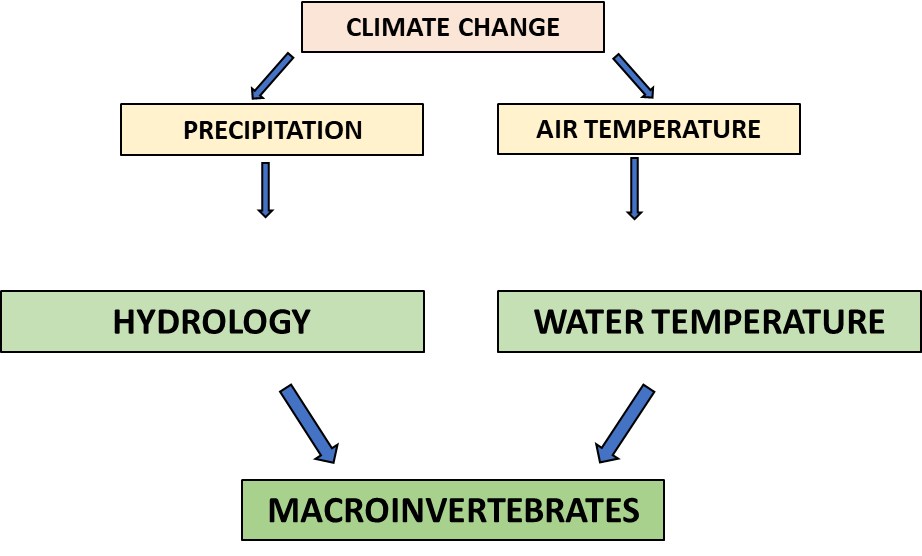 CLIMATE CHANGE
PRECIPITATION
AIR TEMPERATURE
HYDROLOGY
WATER TEMPERATURE
MACROINVERTEBRATES